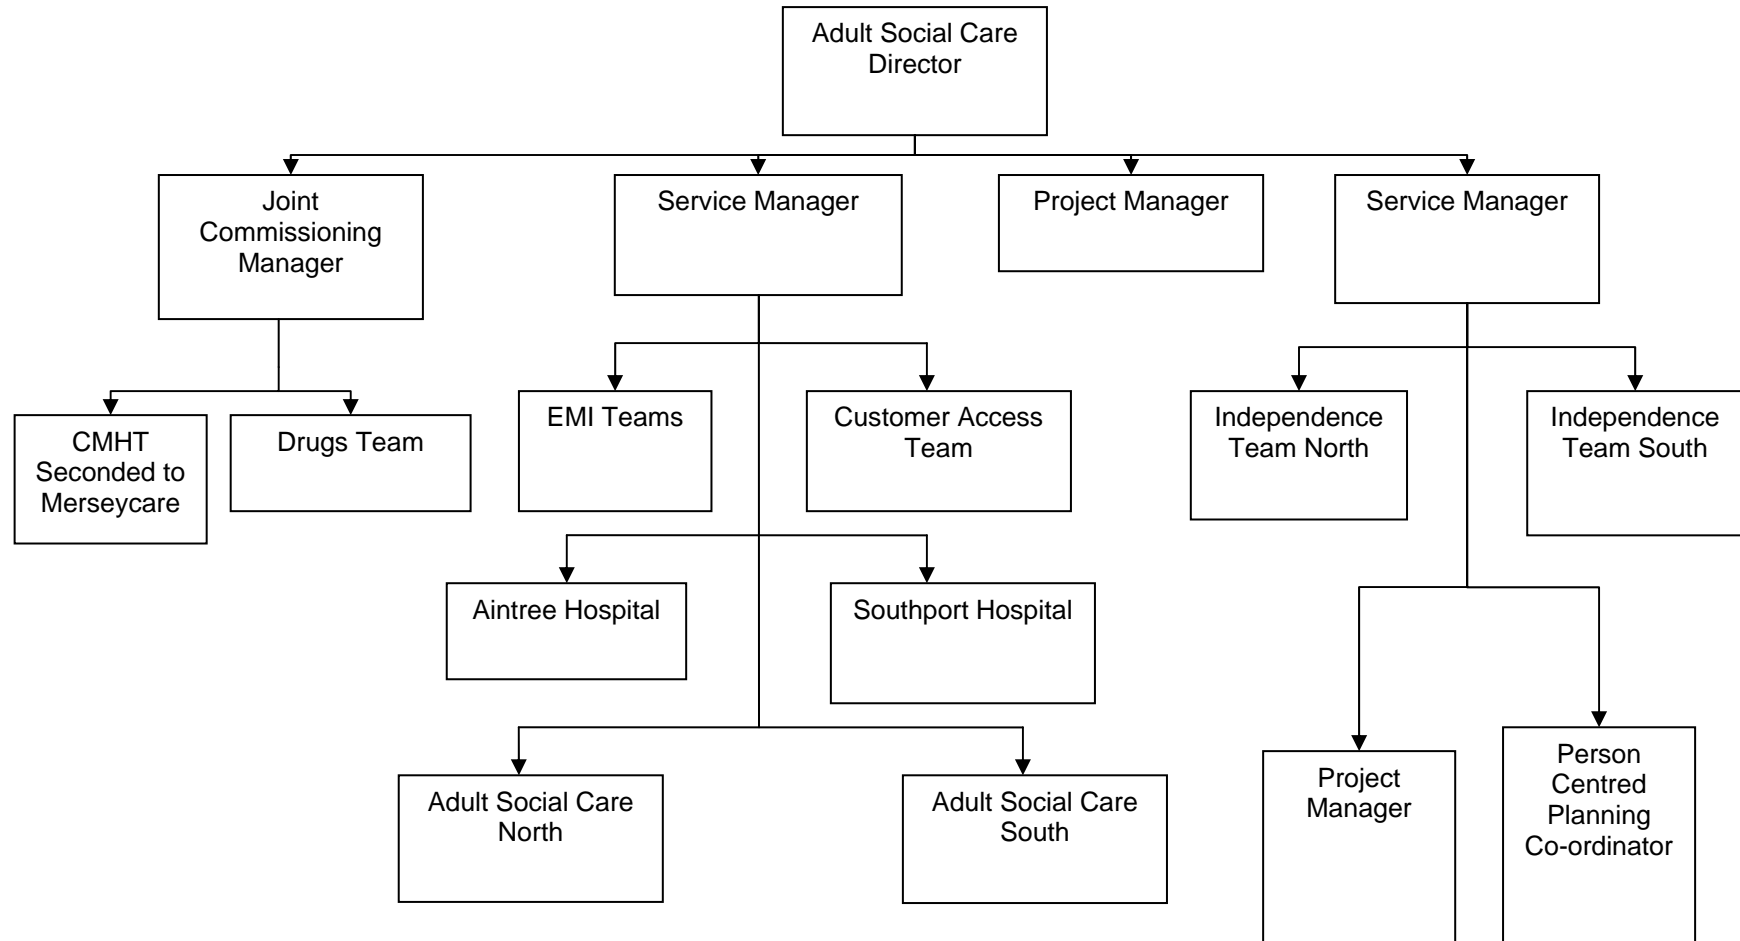 Adult Social Care
Director
Joint
Commissioning
Manager
Service Manager
Project Manager
Service Manager
CMHT
Seconded to
Merseycare
Drugs Team
EMI Teams
Customer Access
Team
Independence
Team North
Independence
Team South
Aintree Hospital
Southport Hospital
Adult Social Care
North
Adult Social Care
South
Project
Manager
Person
Centred
Planning
Co-ordinator